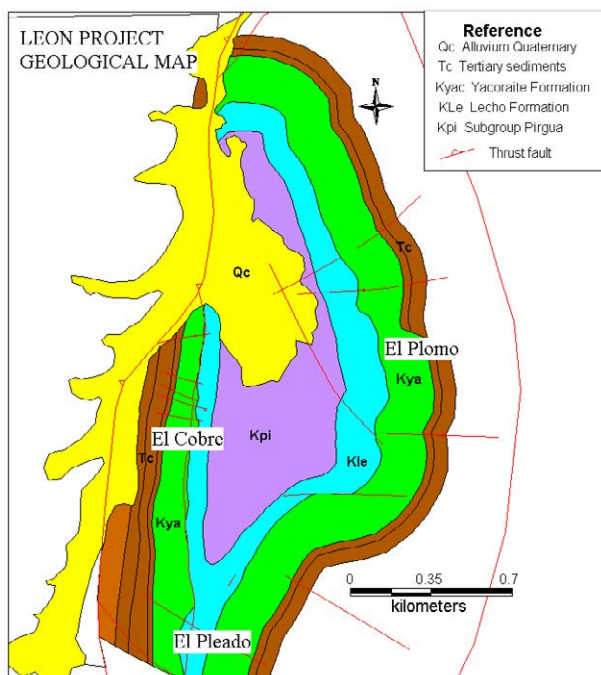 LEON PROJECT
GEOLOGICAL MAP
Reference
Qc Alluvium Quaternary
Tc Tertiary sediments
Kyac Yacoraite Formation
KLe Lecho Formation
Kpi Subgroup Pirgua
Thrust fault
N
Tc
Qc
El Plomo
Kya
El Cobre
Kpi
Tc
Kle
Kya
0 0.35 0.7
kilometers
El Pleado